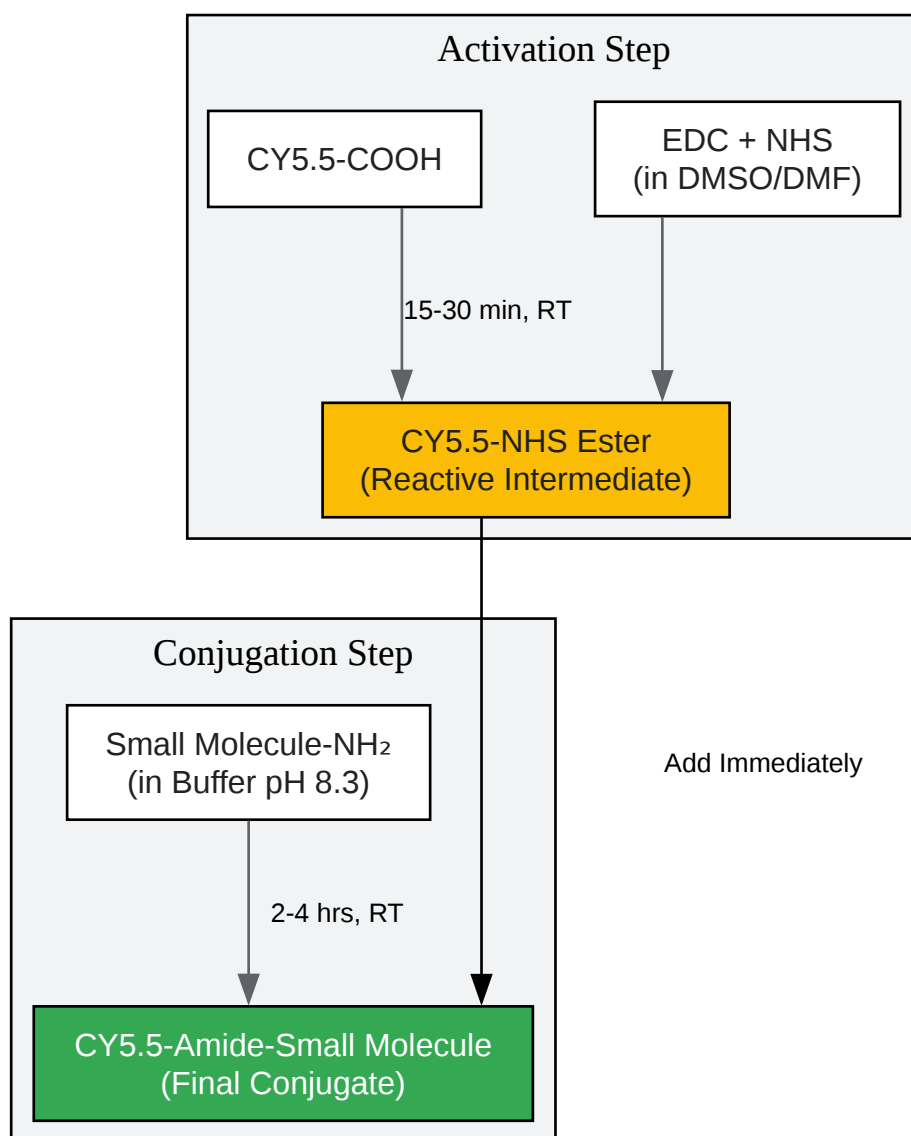 Activation Step
CY5.5-COOH
EDC + NHS
(in DMSO/DMF)
15-30 min, RT
CY5.5-NHS Ester
(Reactive Intermediate)
Conjugation Step
Small Molecule-NH₂
(in Buffer pH 8.3)
Add Immediately
2-4 hrs, RT
CY5.5-Amide-Small Molecule
(Final Conjugate)